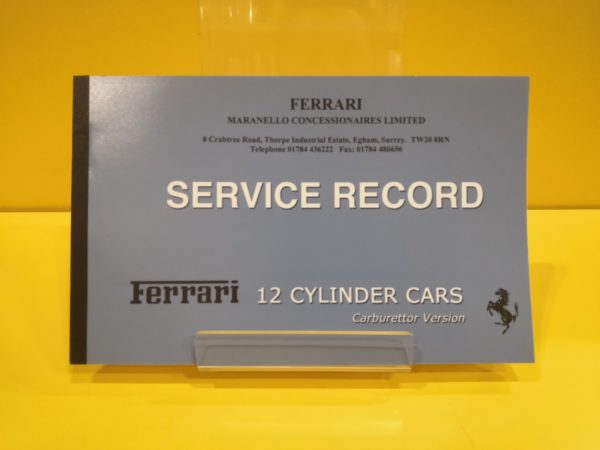 FERRARI
MARANELLO CONCESSIONAIRES LIMITED
8 Crabtree Road, Thorpe Industrial Estate, Egham, Surrey. TW20 8RN
Telephone 01784 436222 Fax: 01784 486656
SERVICE RECORD
Ferrari 12 CYLINDER CARS
Carburettor Version